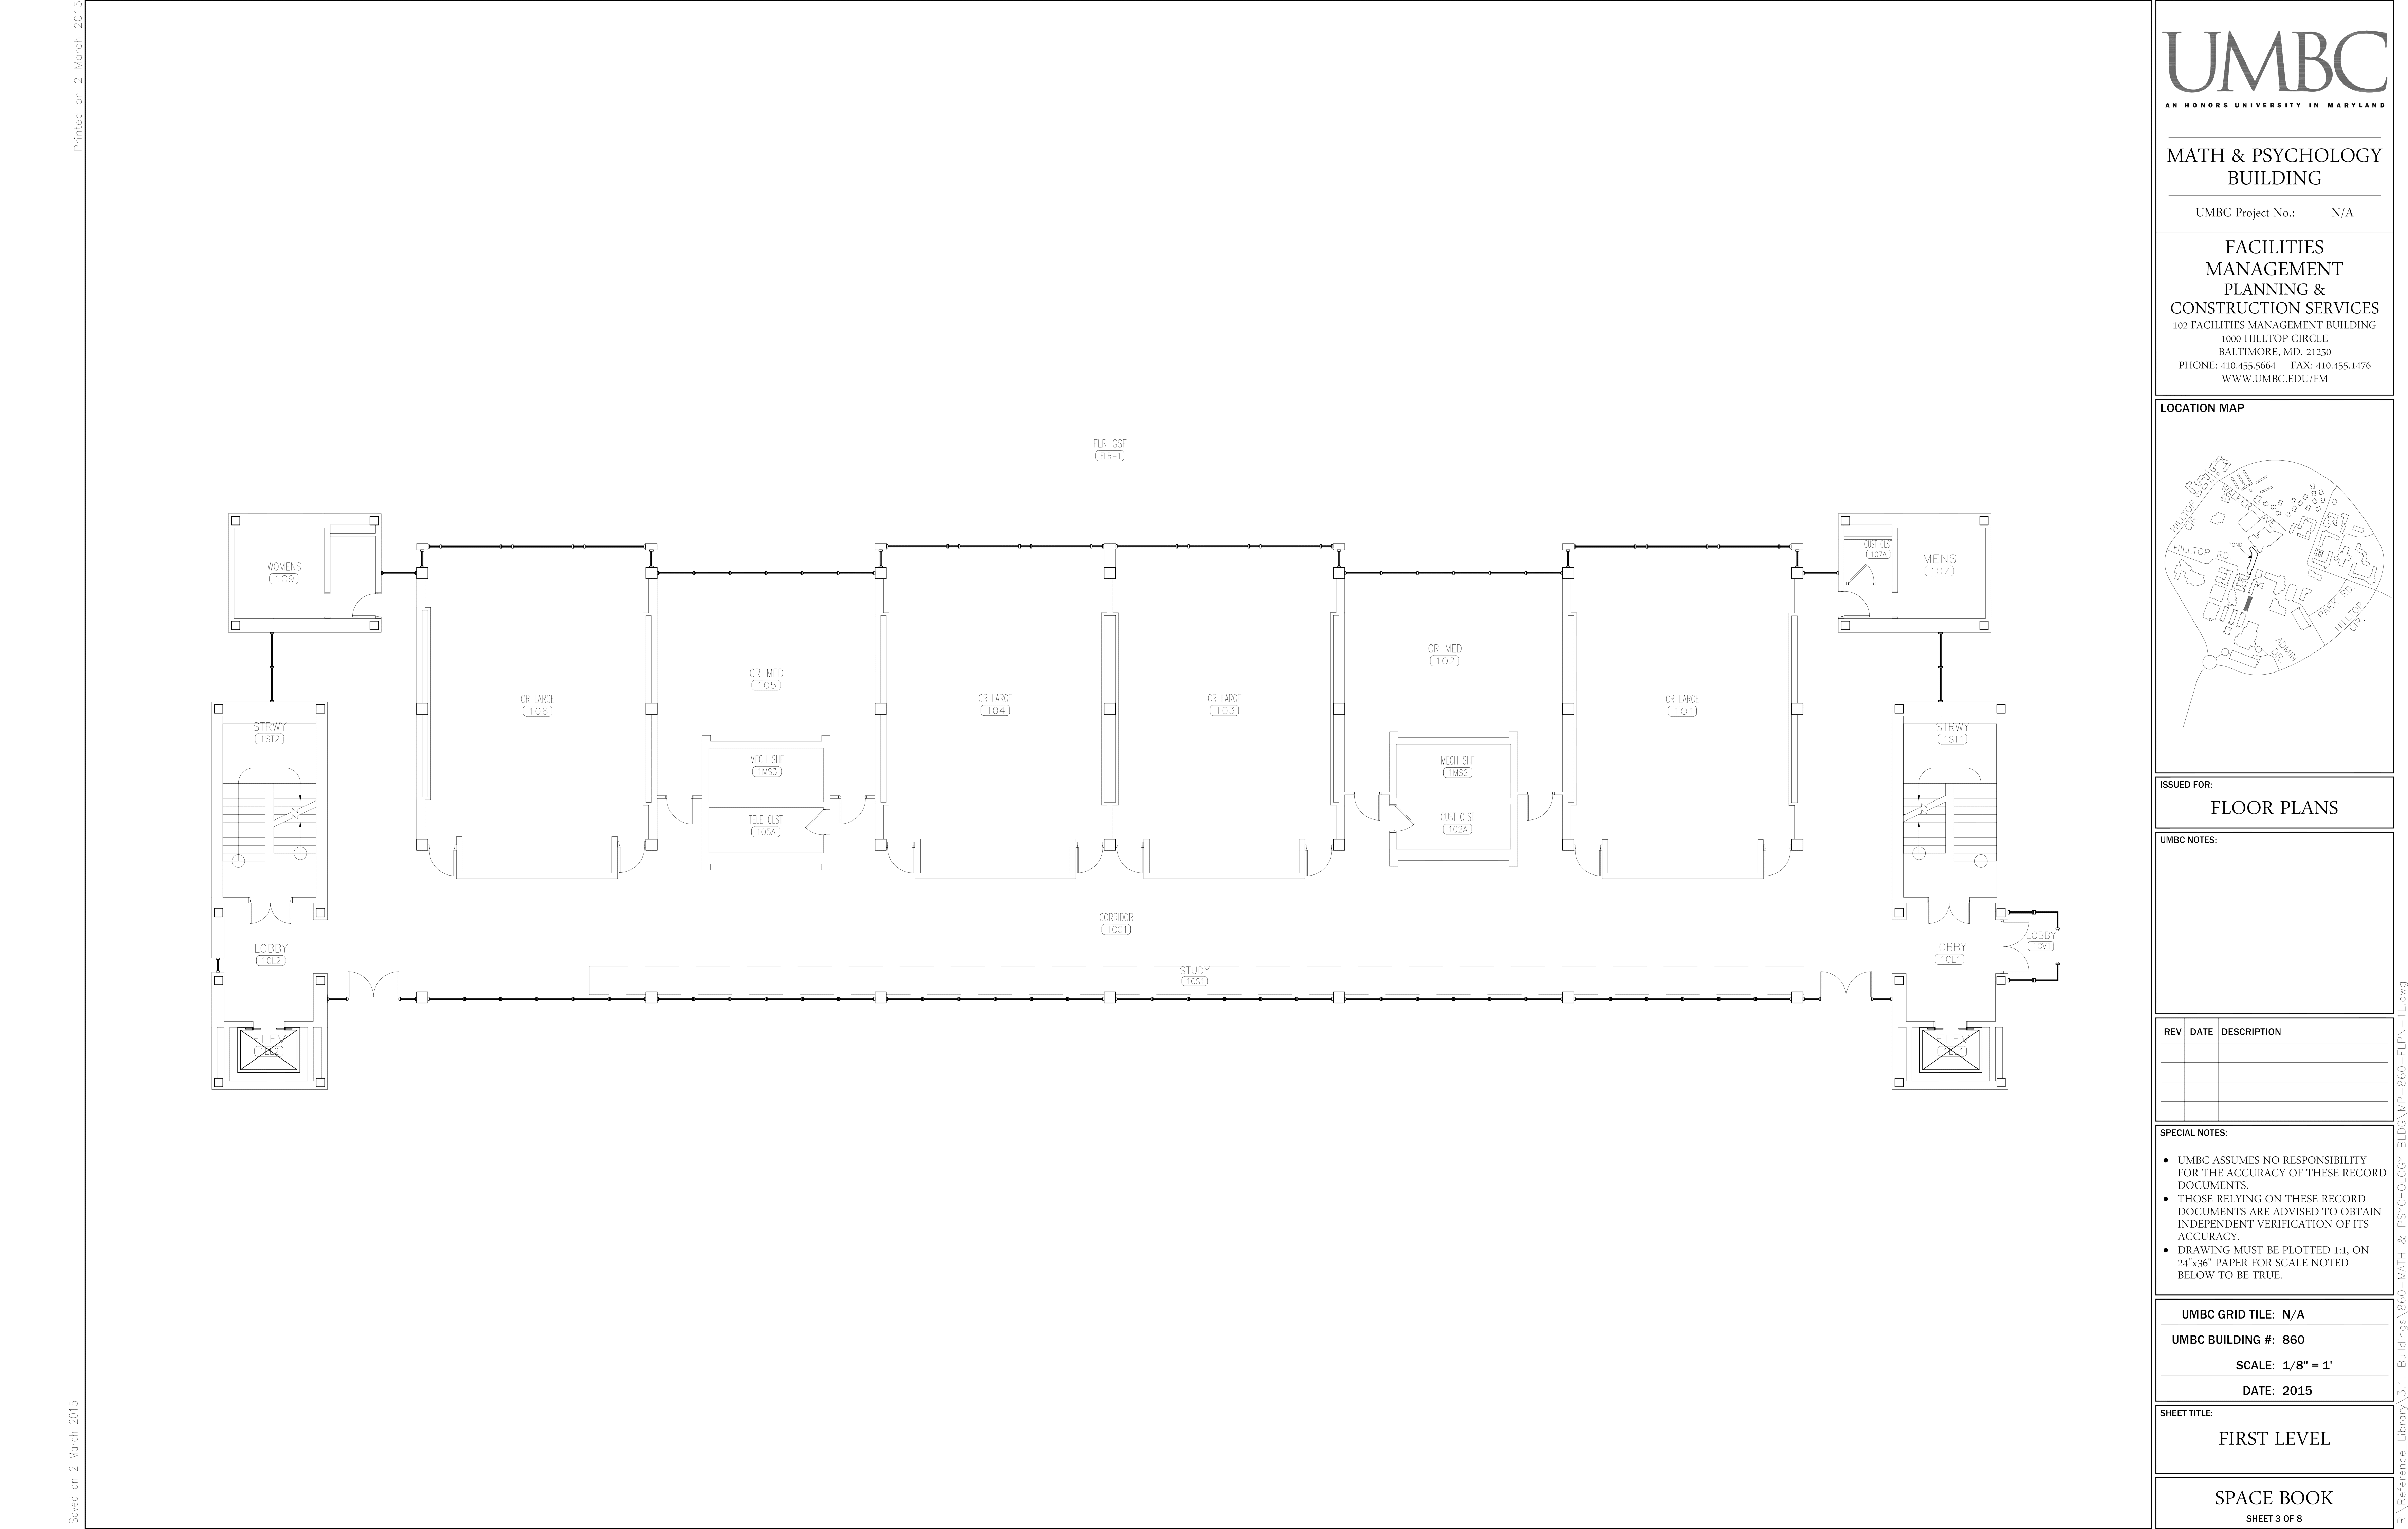 Printed on 2 March 2015
Saved on 2 March 2015
FLR GSF
FLR-1
WOMENS
109
CR LARGE
106
CR MED
105
MECH SHF
1MS3
TELE CLST
105A
CR LARGE
104
CR LARGE
103
CR MED
102
MECH SHF
1MS2
CUST CLST
102A
CR LARGE
101
CUST CLST
107A
MENS
107
STRWY
1ST2
STRWY
1ST1
CORRIDOR
1CC1
LOBBY
1CL2
LOBBY
1CL1
LOBBY
1CV1
STUDY
1CS1
ELEV
1EL2
ELEV
1EL1
UMBC
AN HONORS UNIVERSITY IN MARYLAND
MATH & PSYCHOLOGY
BUILDING
UMBC Project No.: N/A
FACILITIES
MANAGEMENT
PLANNING &
CONSTRUCTION SERVICES
102 FACILITIES MANAGEMENT BUILDING
1000 HILLTOP CIRCLE
BALTIMORE, MD. 21250
PHONE: 410.455.5664 FAX: 410.455.1476
WWW.UMBC.EDU/FM
LOCATION MAP
HILLTOP
CIR.
WALKER AVE.
POND
HILLTOP RD.
PARK RD.
HILLTOP
CIR.
ADMIN
DR.
ISSUED FOR:
FLOOR PLANS
UMBC NOTES:
REV DATE DESCRIPTION
SPECIAL NOTES:
● UMBC ASSUMES NO RESPONSIBILITY
FOR THE ACCURACY OF THESE RECORD
DOCUMENTS.
● THOSE RELYING ON THESE RECORD
DOCUMENTS ARE ADVISED TO OBTAIN
INDEPENDENT VERIFICATION OF ITS
ACCURACY.
● DRAWING MUST BE PLOTTED 1:1, ON
24"x36" PAPER FOR SCALE NOTED
BELOW TO BE TRUE.
UMBC GRID TILE: N/A
UMBC BUILDING #: 860
SCALE: 1/8" = 1'
DATE: 2015
SHEET TITLE:
FIRST LEVEL
SPACE BOOK
SHEET 3 OF 8
R:\Reference_Library\3.1. Buildings\860-MATH & PSYCHOLOGY BLDG\MP-860-FLPN-1L.dwg